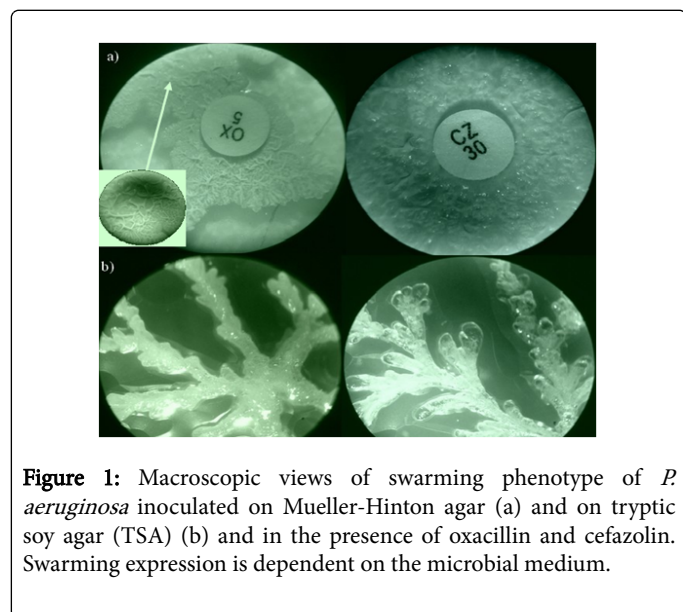 a)
OX
5
CZ
30
b)
Figure 1: Macroscopic views of swarming phenotype of P.
aeruginosa inoculated on Mueller-Hinton agar (a) and on tryptic
soy agar (TSA) (b) and in the presence of oxacillin and cefazolin.
Swarming expression is dependent on the microbial medium.